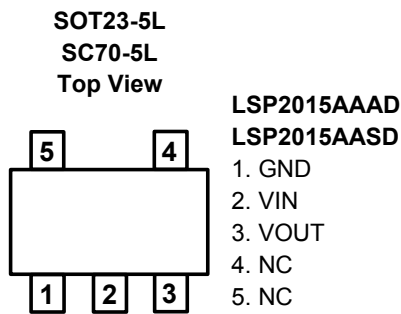 SOT23-5L
SC70-5L
Top View
LSP2015AAAD
LSP2015AASD
1. GND
2. VIN
3. VOUT
4. NC
5. NC
5 4
1 2 3